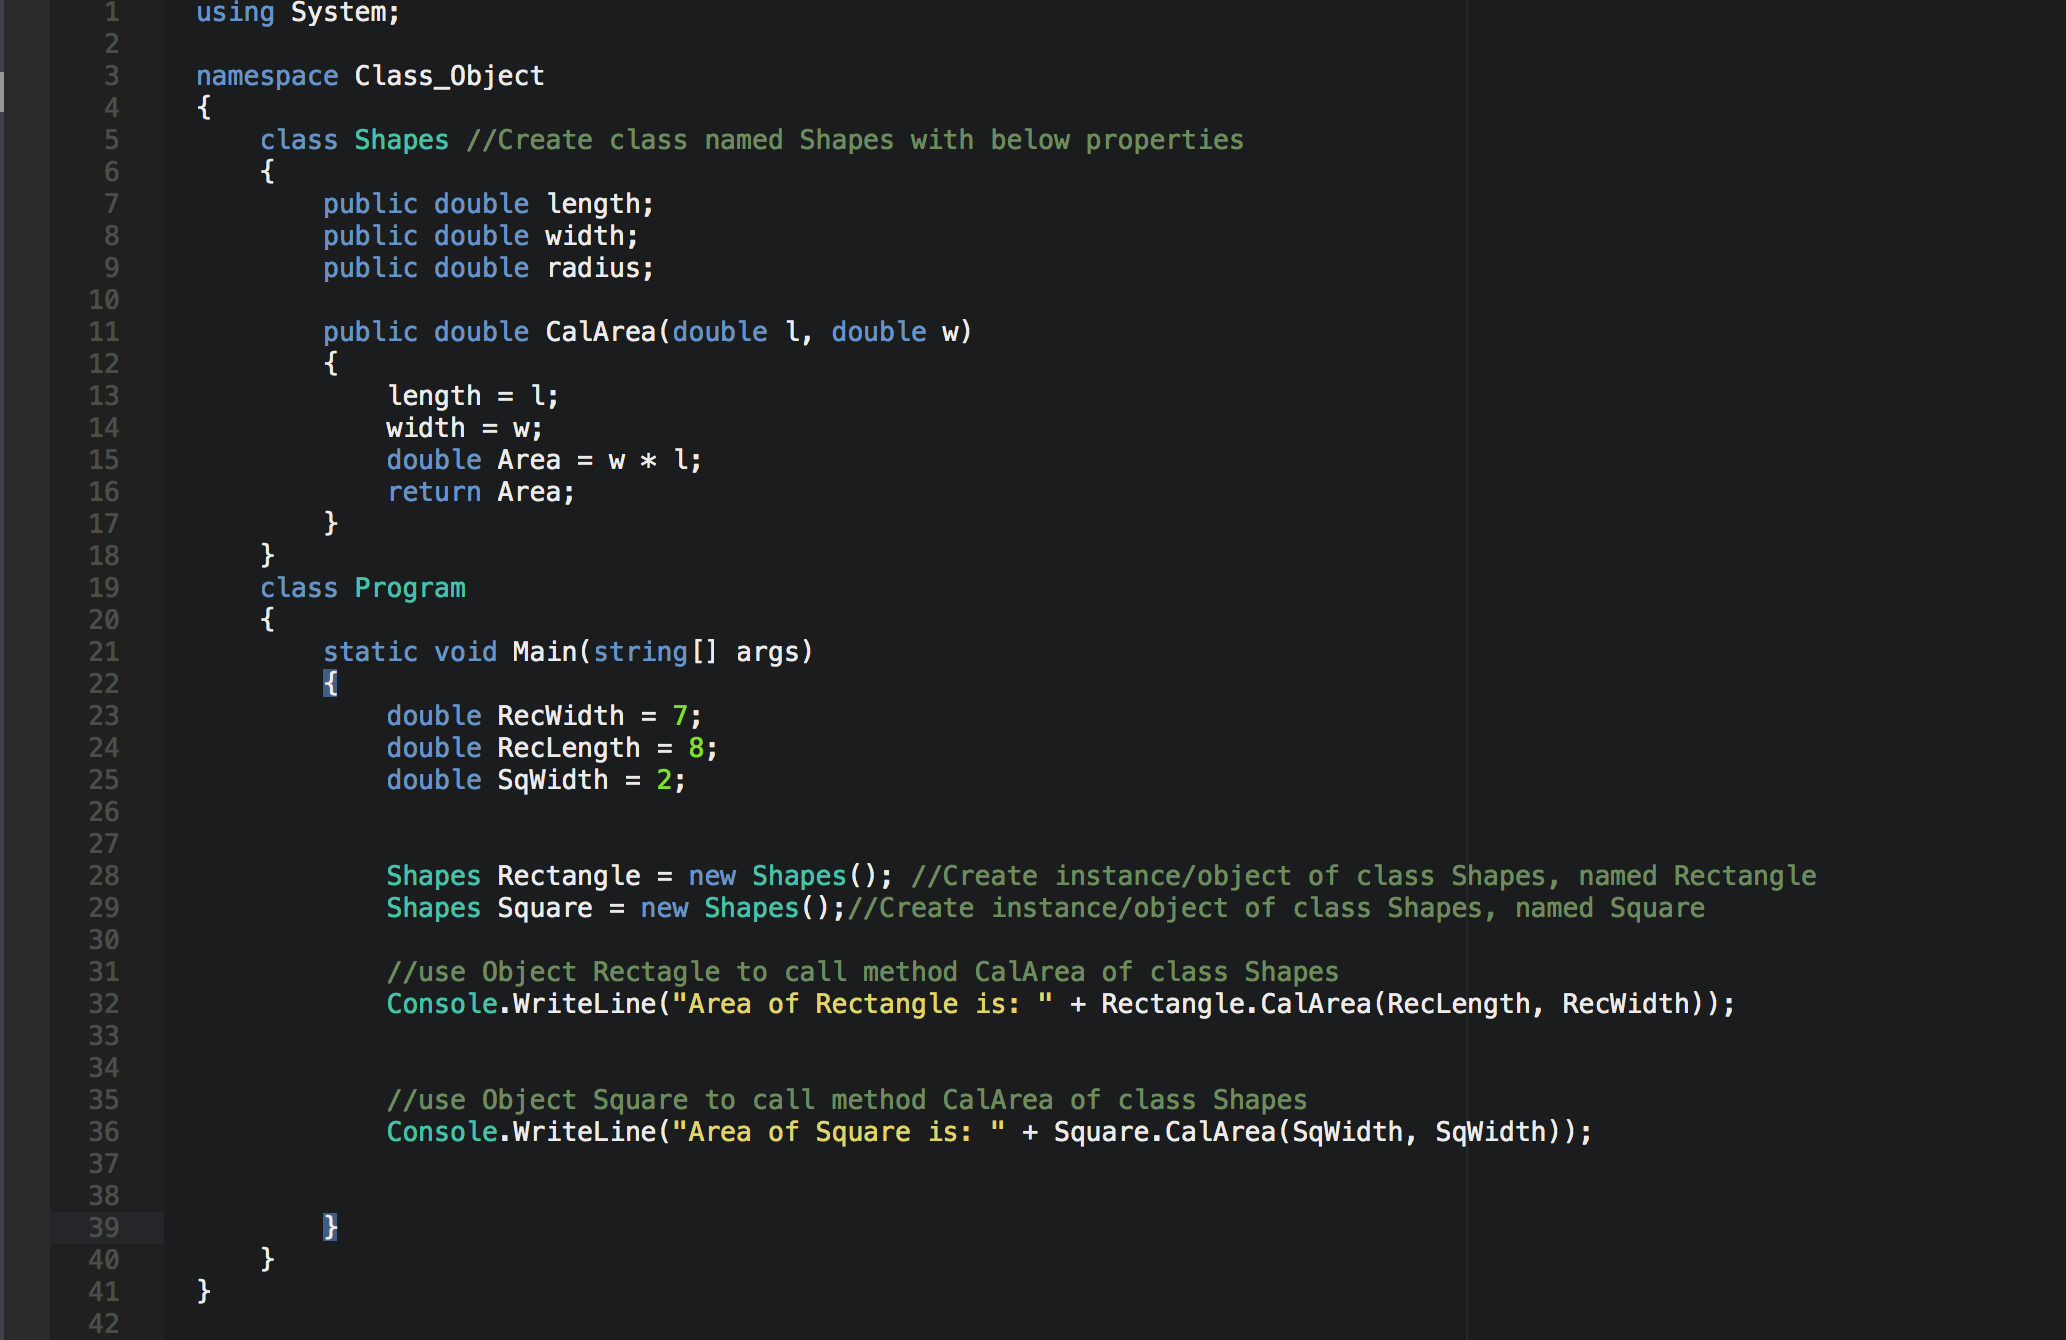 1 using System;
2
3 namespace Class_Object
4 {
5 class Shapes //Create class named Shapes with below properties
6 {
7 public double length;
8 public double width;
9 public double radius;
10
11 public double CalArea(double l, double w)
12 {
13 length = l;
14 width = w;
15 double Area = w * l;
16 return Area;
17 }
18 }
19 class Program
20 {
21 static void Main(string[] args)
22 {
23 double RecWidth = 7;
24 double RecLength = 8;
25 double SqWidth = 2;
26
27
28 Shapes Rectangle = new Shapes(); //Create instance/object of class Shapes, named Rectangle
29 Shapes Square = new Shapes();//Create instance/object of class Shapes, named Square
30
31 //use Object Rectagle to call method CalArea of class Shapes
32 Console.WriteLine("Area of Rectangle is: " + Rectangle.CalArea(RecLength, RecWidth));
33
34
35 //use Object Square to call method CalArea of class Shapes
36 Console.WriteLine("Area of Square is: " + Square.CalArea(SqWidth, SqWidth));
37
38
39 }
40 }
41 }
42